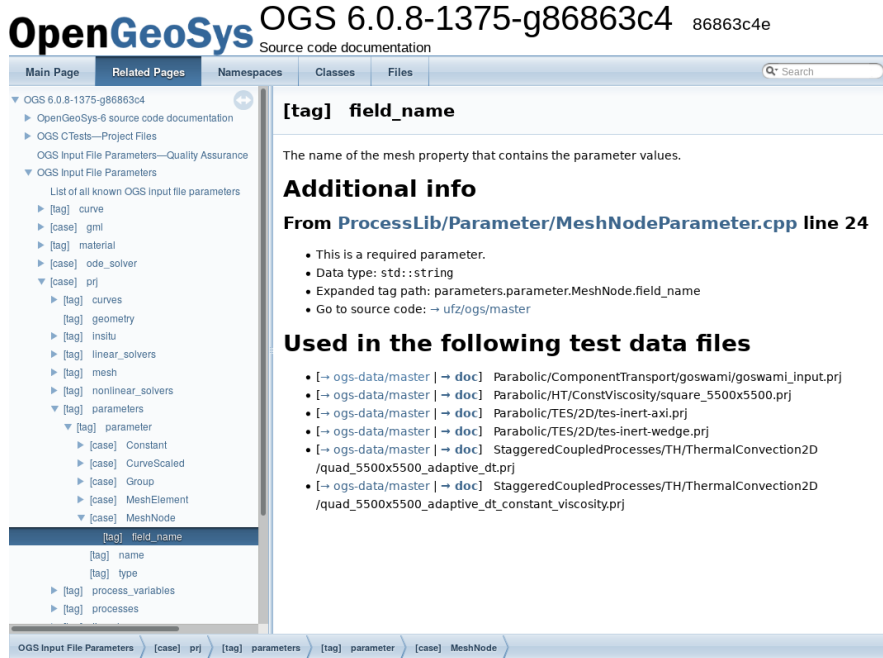 OpenGeoSys
OGS 6.0.8-1375-g86863c4 86863c4e
Source code documentation
Main Page Related Pages Namespaces Classes Files Search
OGS 6.0.8-1375-g86863c4
OpenGeoSys-6 source code documentation
OGS CTests—Project Files
OGS Input File Parameters—Quality Assurance
OGS Input File Parameters
List of all known OGS input file parameters
[tag] curve
[case] gml
[tag] material
[case] ode_solver
[case] prj
[tag] curves
[tag] geometry
[tag] insitu
[tag] linear_solvers
[tag] mesh
[tag] nonlinear_solvers
[tag] parameters
[tag] parameter
[case] Constant
[case] CurveScaled
[case] Group
[case] MeshElement
[case] MeshNode
[tag] field_name
[tag] name
[tag] type
[tag] process_variables
[tag] processes
[tag] field_name
The name of the mesh property that contains the parameter values.
Additional info
From ProcessLib/Parameter/MeshNodeParameter.cpp line 24
• This is a required parameter.
• Data type: std::string
• Expanded tag path: parameters.parameter.MeshNode.field_name
• Go to source code: → ufz/ogs/master
Used in the following test data files
• [→ ogs-data/master | → doc] Parabolic/ComponentTransport/goswami/goswami_input.prj
• [→ ogs-data/master | → doc] Parabolic/HT/ConstViscosity/square_5500x5500.prj
• [→ ogs-data/master | → doc] Parabolic/TES/2D/tes-inert-axi.prj
• [→ ogs-data/master | → doc] Parabolic/TES/2D/tes-inert-wedge.prj
• [→ ogs-data/master | → doc] StaggeredCoupledProcesses/TH/ThermalConvection2D
/quad_5500x5500_adaptive_dt.prj
• [→ ogs-data/master | → doc] StaggeredCoupledProcesses/TH/ThermalConvection2D
/quad_5500x5500_adaptive_dt_constant_viscosity.prj
OGS Input File Parameters [case] prj [tag] parameters [tag] parameter [case] MeshNode